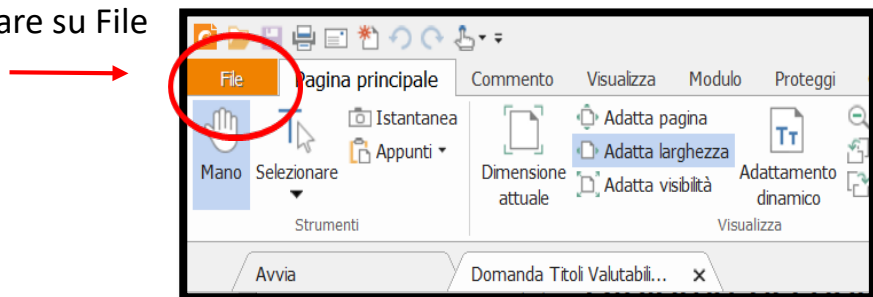 are su File
File Pagina principale Commento Visualizza Modulo Proteggi
Mano
Selezionare
Istantanea
Appunti
Strumenti
Dimensione
attuale
Adatta pagina
Adatta larghezza
Adatta visibilità
Adattamento
dinamico
Visualizza
Avvia
Domanda Titoli Valutabili...